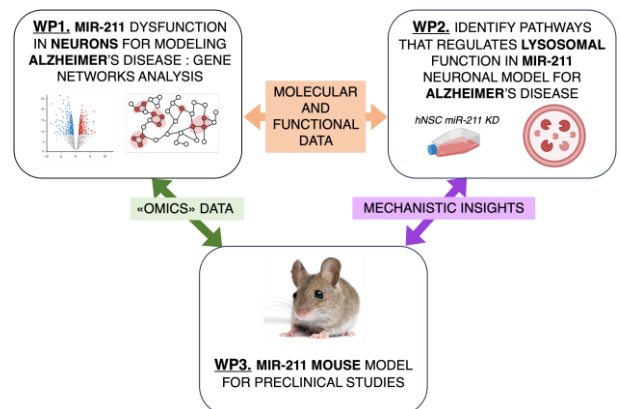 WP1. MIR-211 DYSFUNCTION
IN NEURONS FOR MODELING
ALZHEIMER'S DISEASE : GENE
NETWORKS ANALYSIS
WP2. IDENTIFY PATHWAYS
THAT REGULATES LYSOSOMAL
FUNCTION IN MIR-211
NEURONAL MODEL FOR
ALZHEIMER'S DISEASE
hNSC miR-211 KD
MOLECULAR
AND
FUNCTIONAL
DATA
«OMICS» DATA
MECHANISTIC INSIGHTS
WP3. MIR-211 MOUSE MODEL
FOR PRECLINICAL STUDIES